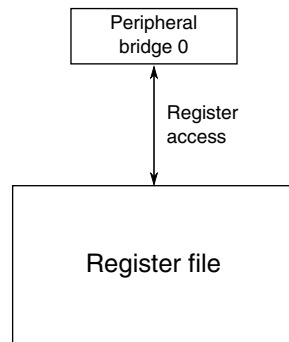 Peripheral
bridge 0
Register
access
Register file